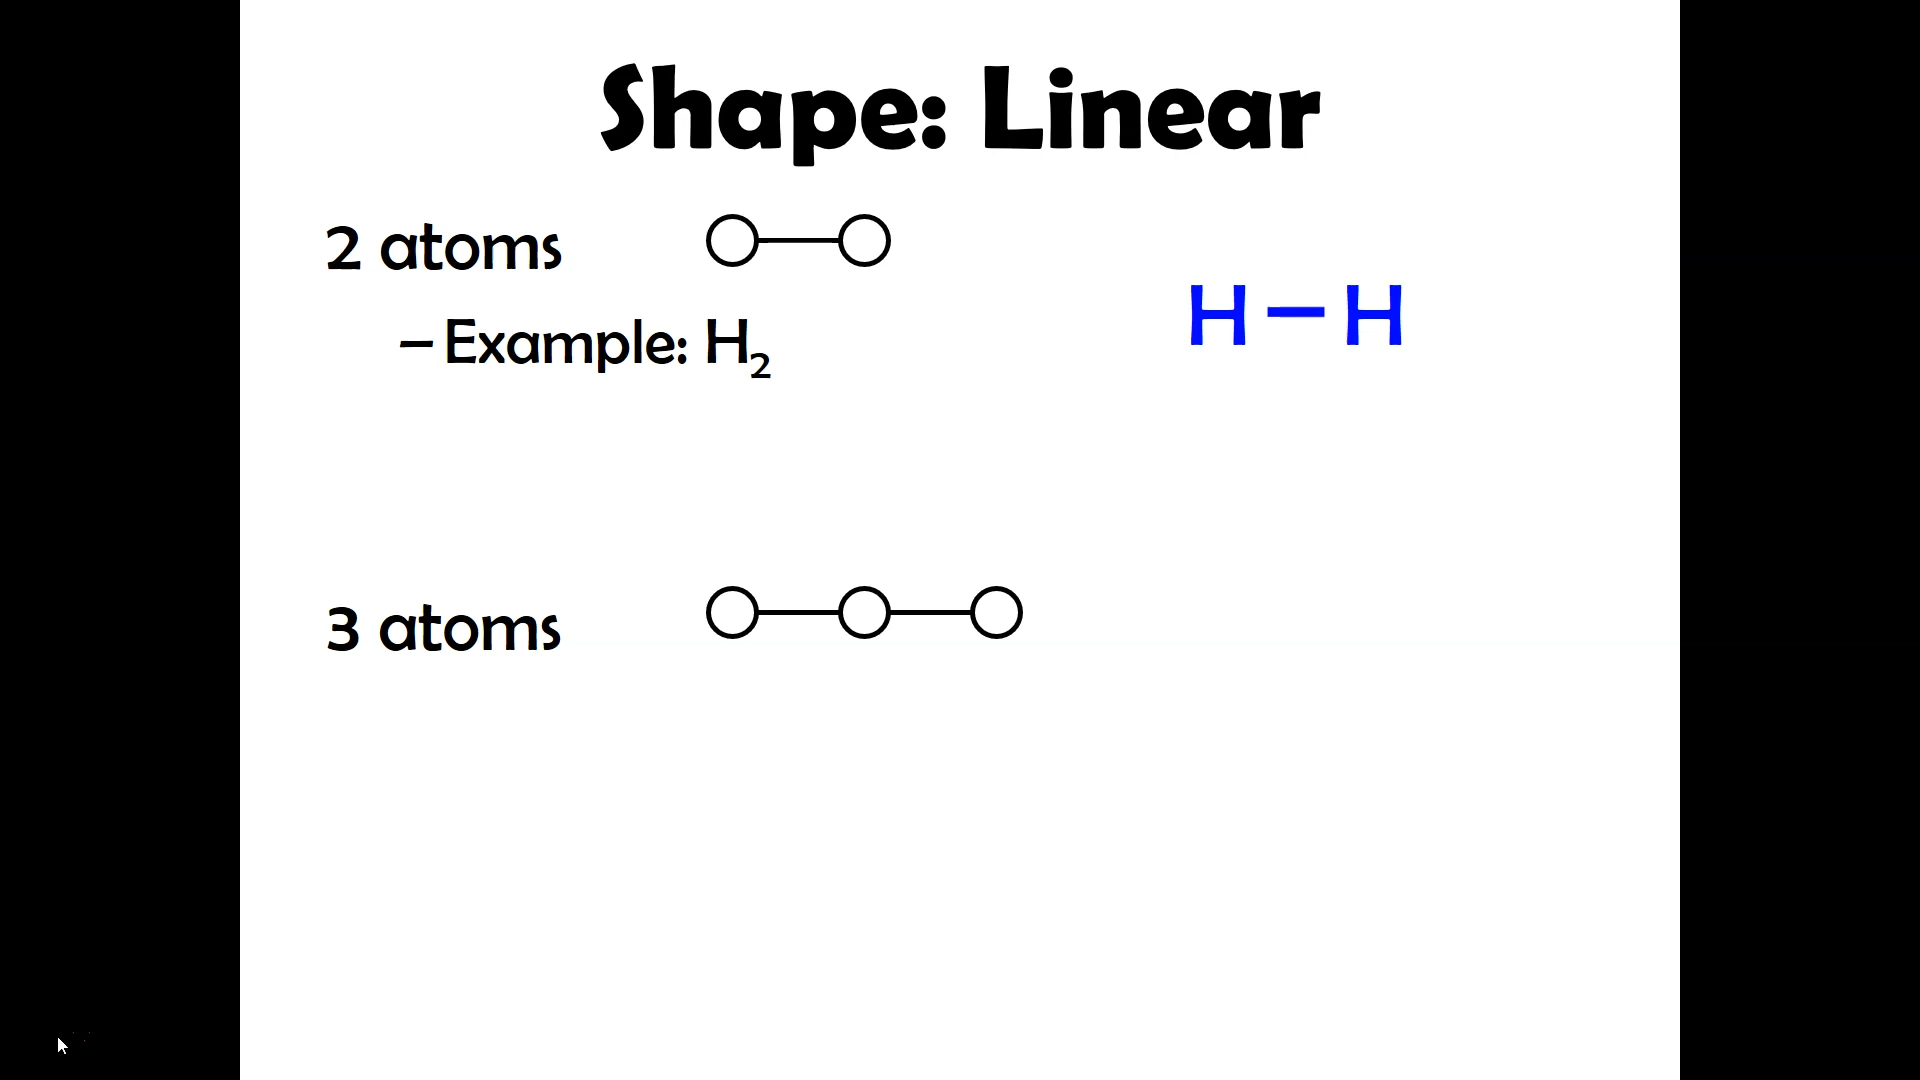 Shape: Linear
2 atoms
H – H
– Example: H₂
3 atoms